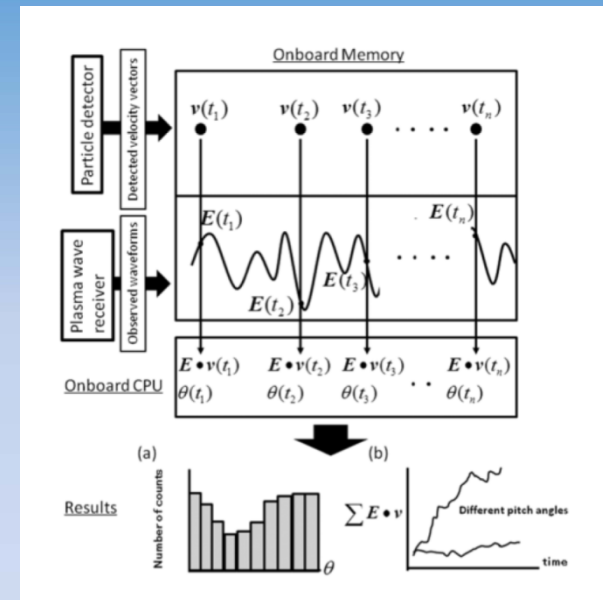 Onboard Memory
Particle detector
Detected velocity vectors
v(t₁) v(t₂) v(t₃) . . . . v(tₙ)
Plasma wave
receiver
Observed waveforms
E(t₁)
E(t₂)
E(t₃)
. . . .
E(tₙ)
Onboard CPU
E • v(t₁) E • v(t₂) E • v(t₃) . . E • v(tₙ)
θ(t₁) θ(t₂) θ(t₃) θ(tₙ)
(a) (b)
Results
Number of counts
θ
∑ E • v
Different pitch angles
time